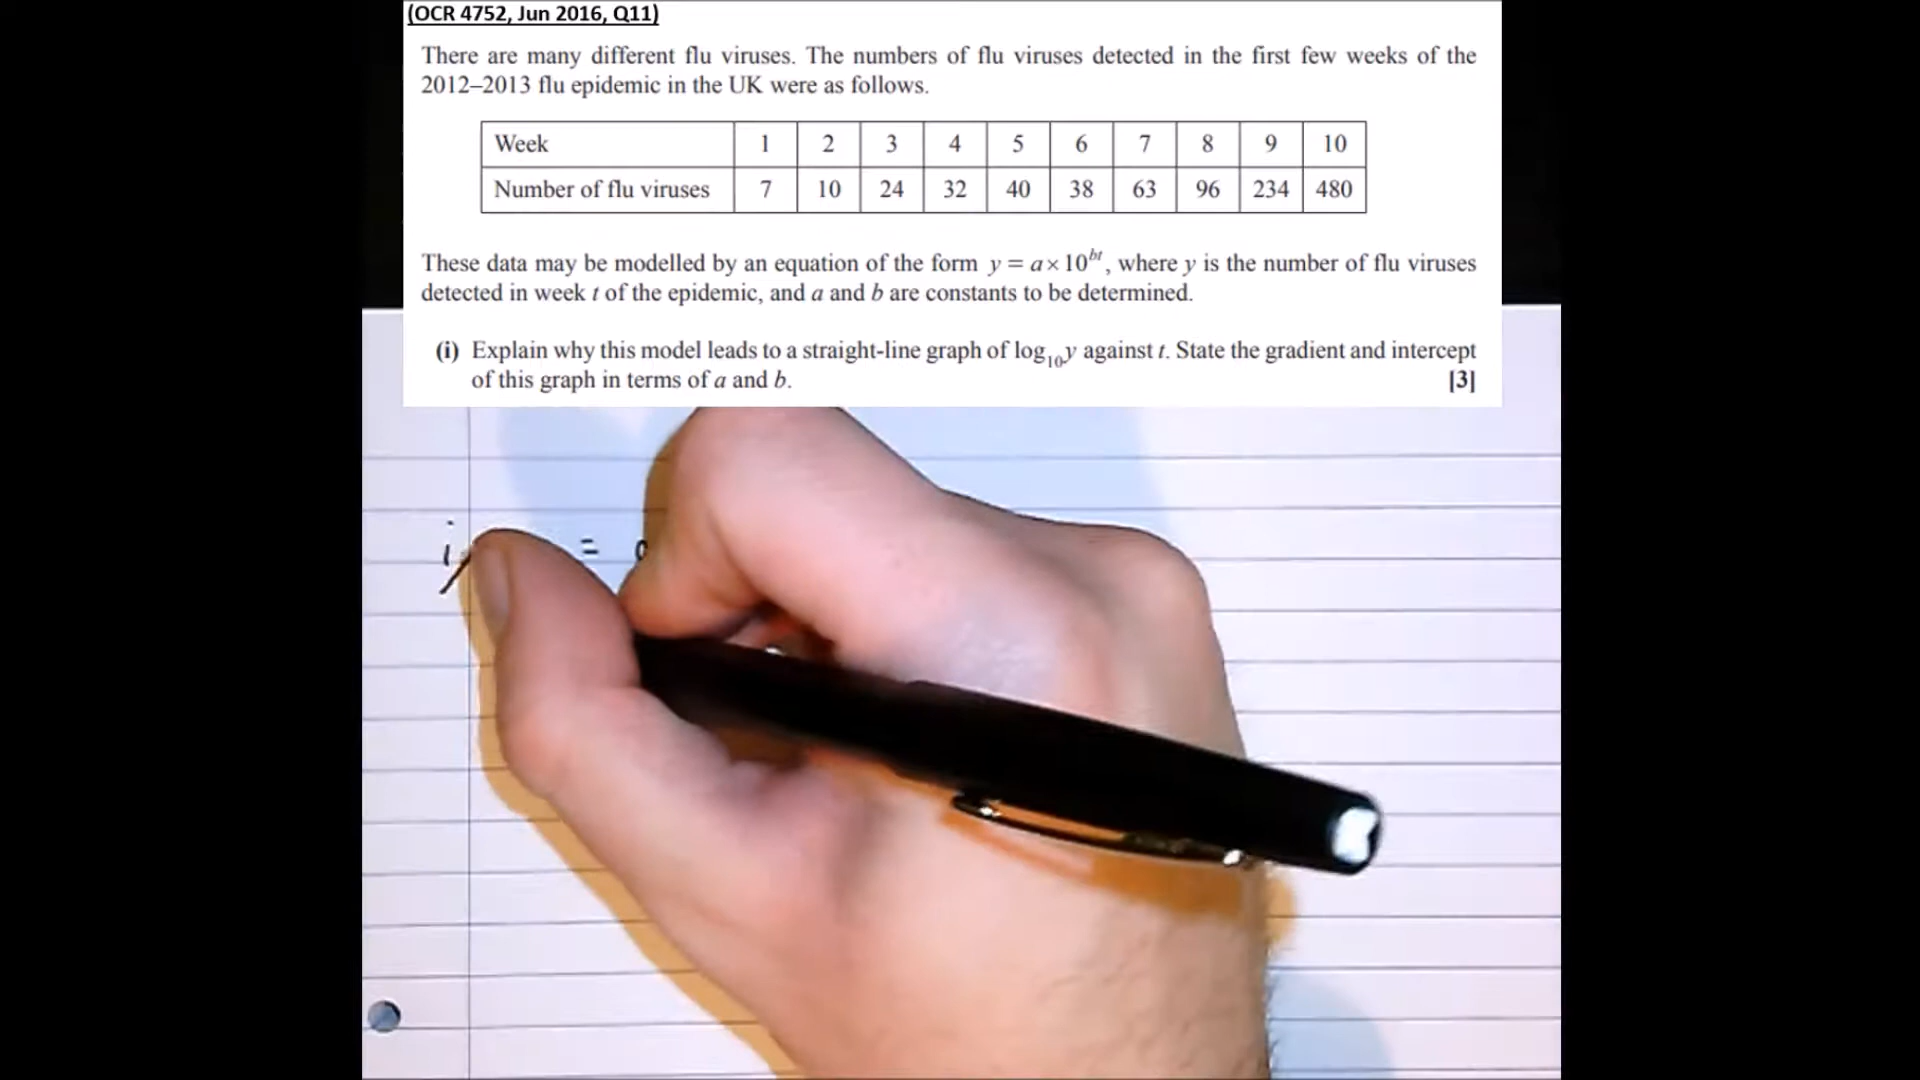 (OCR 4752, Jun 2016, Q11)
There are many different flu viruses. The numbers of flu viruses detected in the first few weeks of the
2012–2013 flu epidemic in the UK were as follows.
Week 1 2 3 4 5 6 7 8 9 10
Number of flu viruses 7 10 24 32 40 38 63 96 234 480
These data may be modelled by an equation of the form y = a × 10^{bt}, where y is the number of flu viruses
detected in week t of the epidemic, and a and b are constants to be determined.
(i) Explain why this model leads to a straight-line graph of log₁₀y against t. State the gradient and intercept
of this graph in terms of a and b. [3]
i =